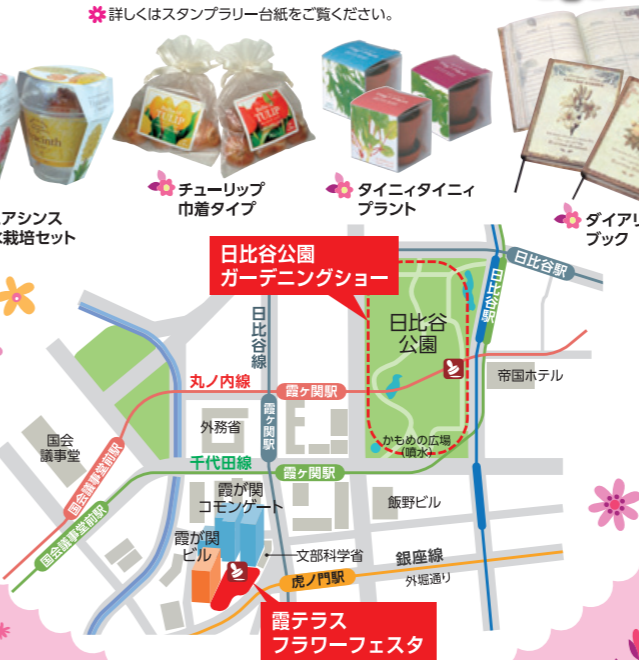 詳しくはスタンプラリー台紙をご覧ください。
TULIP
TULIP
アシンス
栽培セット
チューリップ
巾着タイプ
タイニィタイニィ
プラント
ダイアリ
ブック
日比谷公園
ガーデニングショー
日比谷駅
日比谷駅
日比谷
公園
日比谷線
丸ノ内線
霞ヶ関駅
帝国ホテル
外務省
霞ヶ関駅
かもめの広場
(噴水)
国会
議事堂
国会議事堂前駅
千代田線
霞ヶ関駅
国会議事堂前駅
霞が関
コモンゲート
飯野ビル
霞が関
ビル
文部科学省
銀座線
虎ノ門駅
外堀通り
霞テラス
フラワーフェスタ